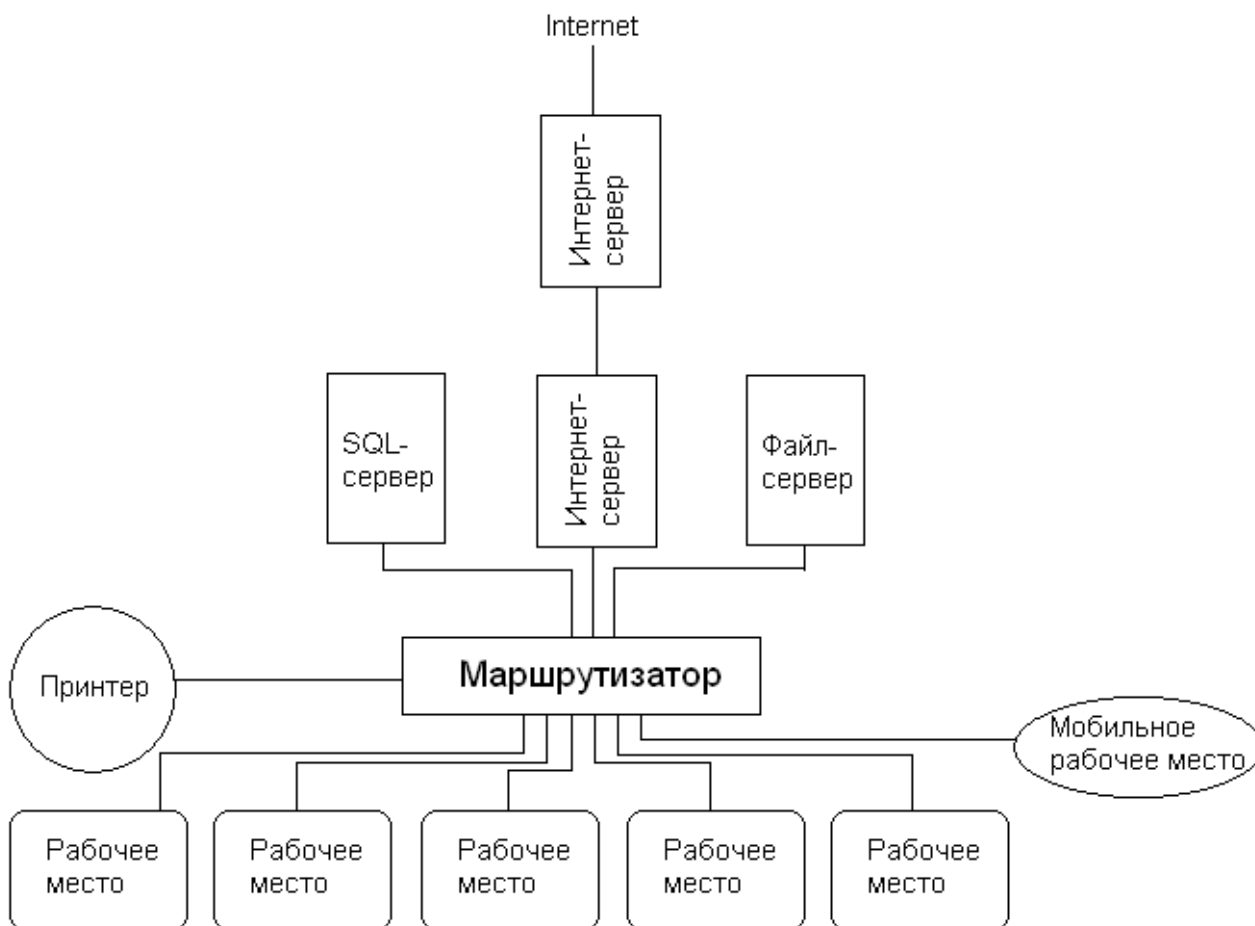 Internet
Интернет-
сервер
SQL-
сервер
Интернет-
сервер
Файл-
сервер
Принтер
Маршрутизатор
Мобильное
рабочее место
Рабочее
место
Рабочее
место
Рабочее
место
Рабочее
место
Рабочее
место